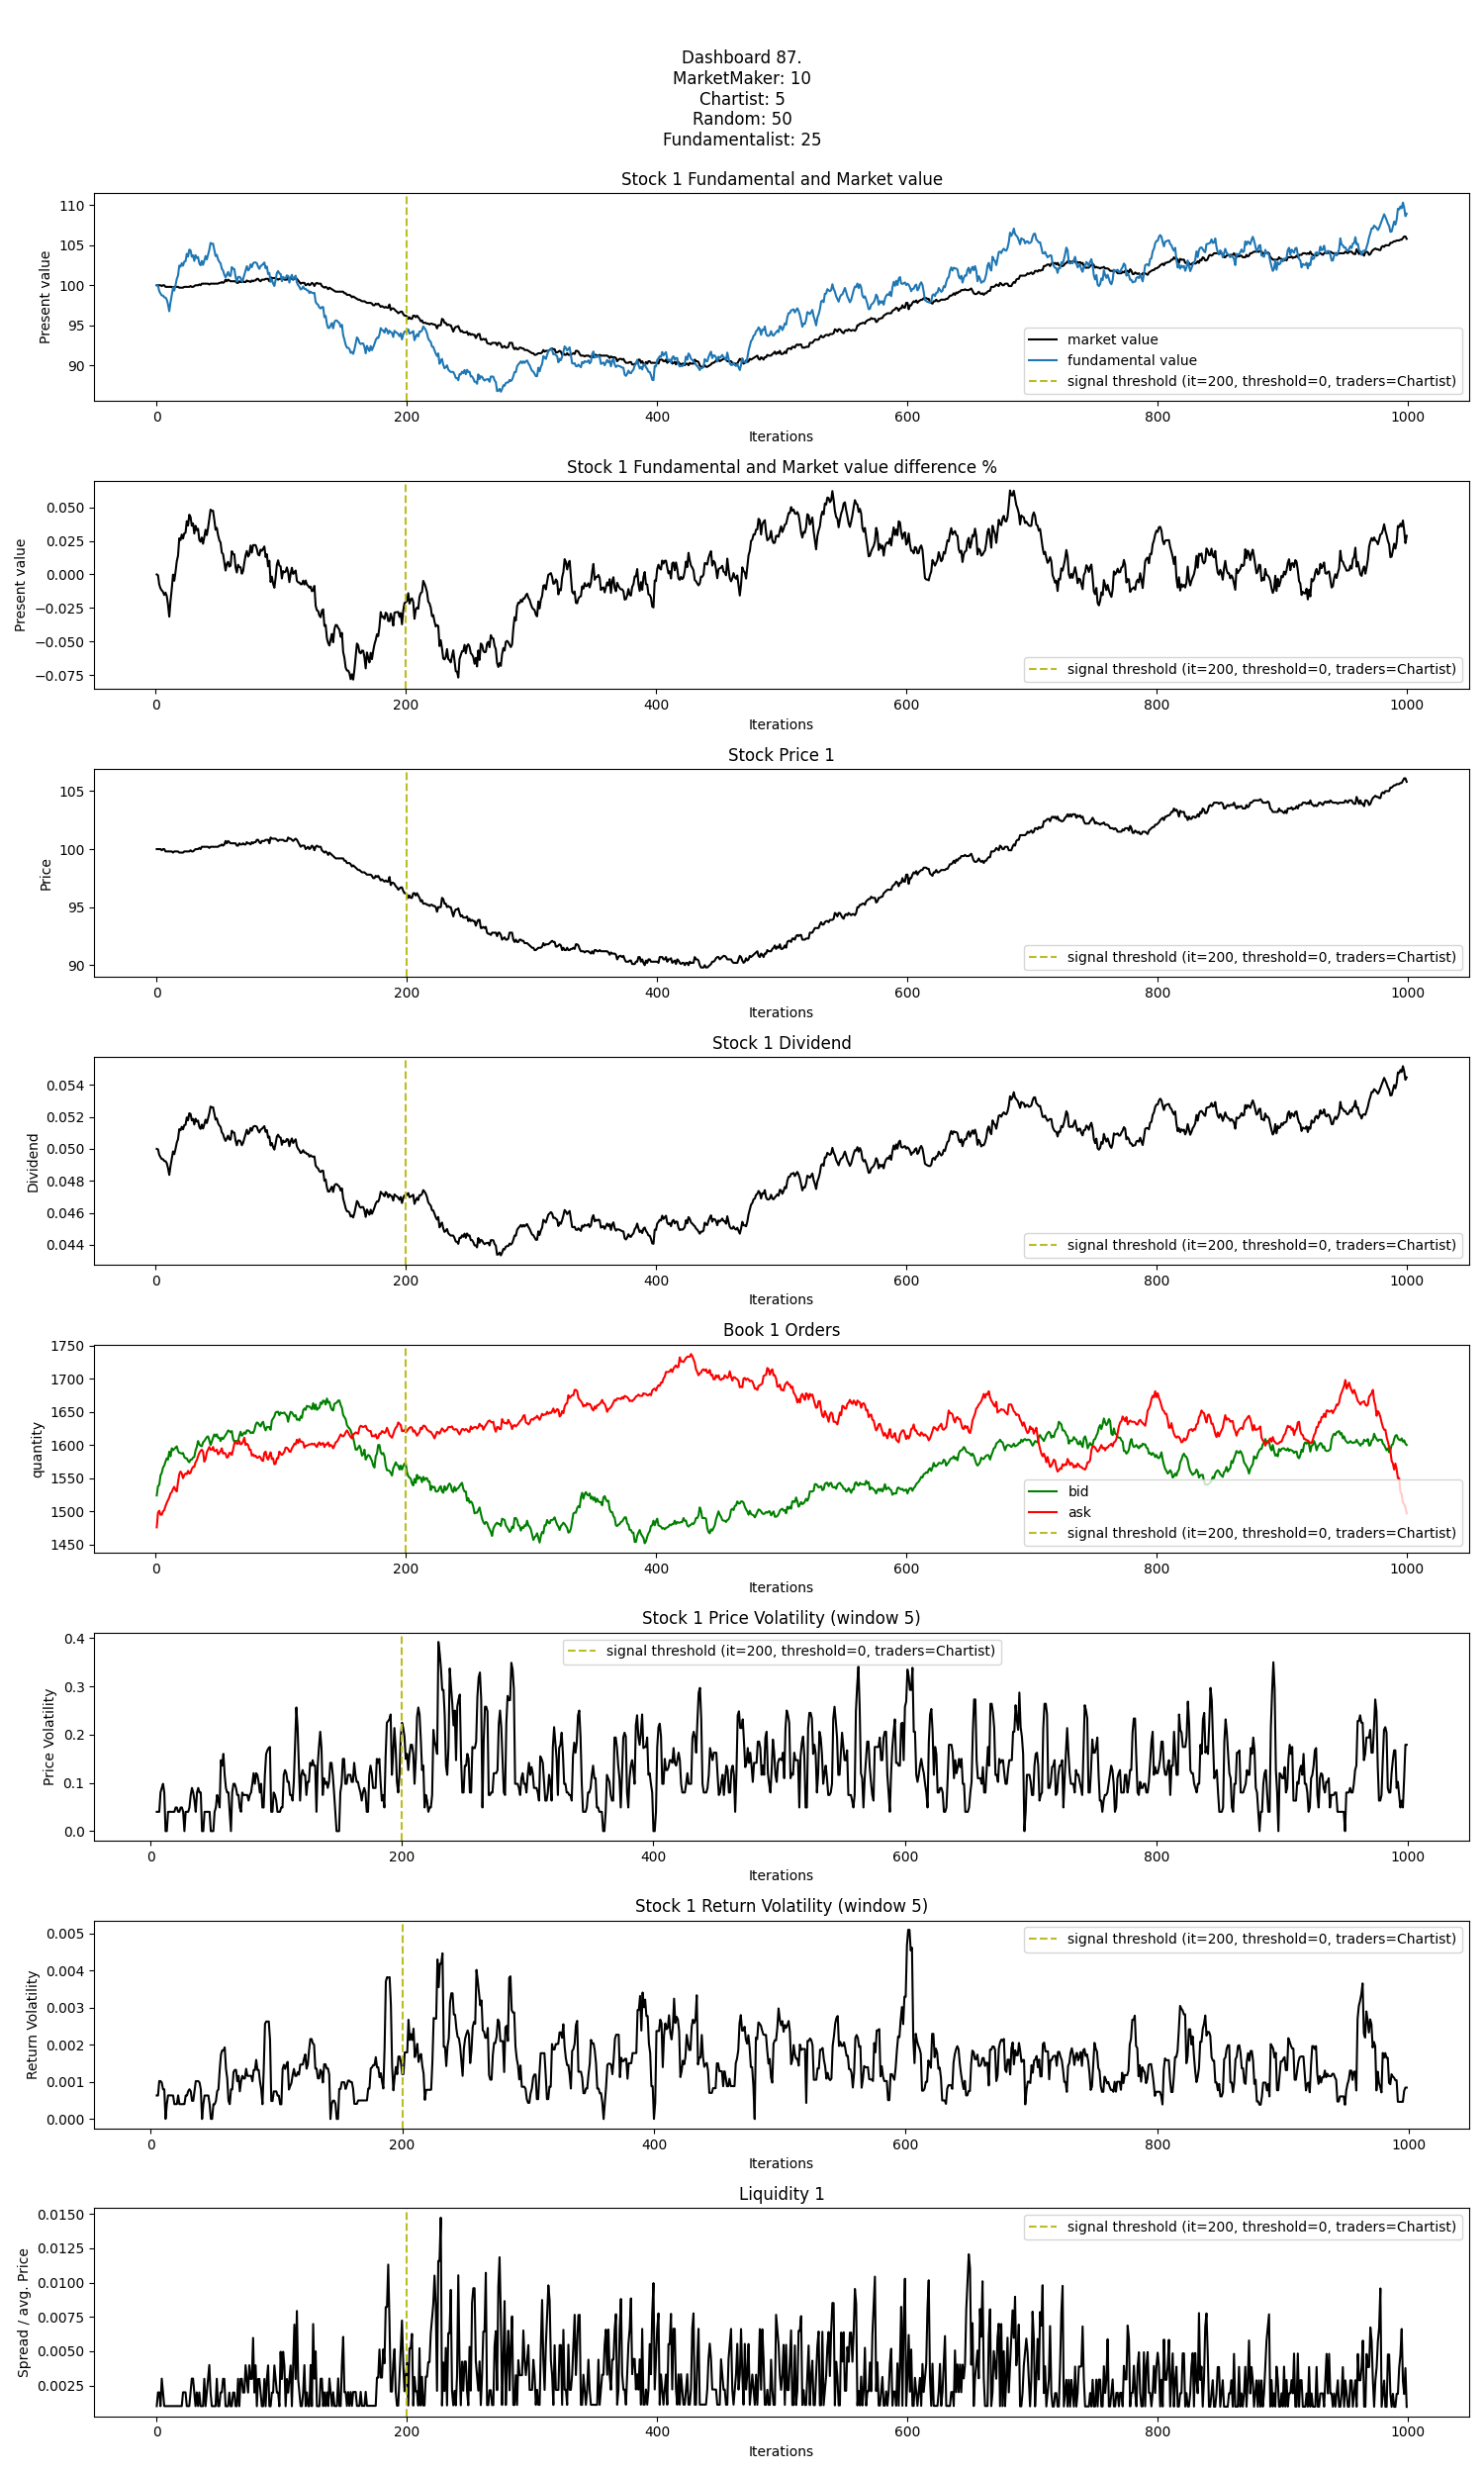 Dashboard 87.
MarketMaker: 10
Chartist: 5
Random: 50
Fundamentalist: 25
Stock 1 Fundamental and Market value
Present value
110
105
100
95
90
market value
fundamental value
signal threshold (it=200, threshold=0, traders=Chartist)
0 200 400 600 800 1000
Iterations
Stock 1 Fundamental and Market value difference %
Present value
0.050
0.025
0.000
−0.025
−0.050
−0.075
signal threshold (it=200, threshold=0, traders=Chartist)
0 200 400 600 800 1000
Iterations
Stock Price 1
Price
105
100
95
90
signal threshold (it=200, threshold=0, traders=Chartist)
0 200 400 600 800 1000
Iterations
Stock 1 Dividend
Dividend
0.054
0.052
0.050
0.048
0.046
0.044
signal threshold (it=200, threshold=0, traders=Chartist)
0 200 400 600 800 1000
Iterations
Book 1 Orders
quantity
1750
1700
1650
1600
1550
1500
1450
bid
ask
signal threshold (it=200, threshold=0, traders=Chartist)
0 200 400 600 800 1000
Iterations
Stock 1 Price Volatility (window 5)
Price Volatility
0.4
0.3
0.2
0.1
0.0
signal threshold (it=200, threshold=0, traders=Chartist)
0 200 400 600 800 1000
Iterations
Stock 1 Return Volatility (window 5)
Return Volatility
0.005
0.004
0.003
0.002
0.001
0.000
signal threshold (it=200, threshold=0, traders=Chartist)
0 200 400 600 800 1000
Iterations
Liquidity 1
Spread / avg. Price
0.0150
0.0125
0.0100
0.0075
0.0050
0.0025
signal threshold (it=200, threshold=0, traders=Chartist)
0 200 400 600 800 1000
Iterations